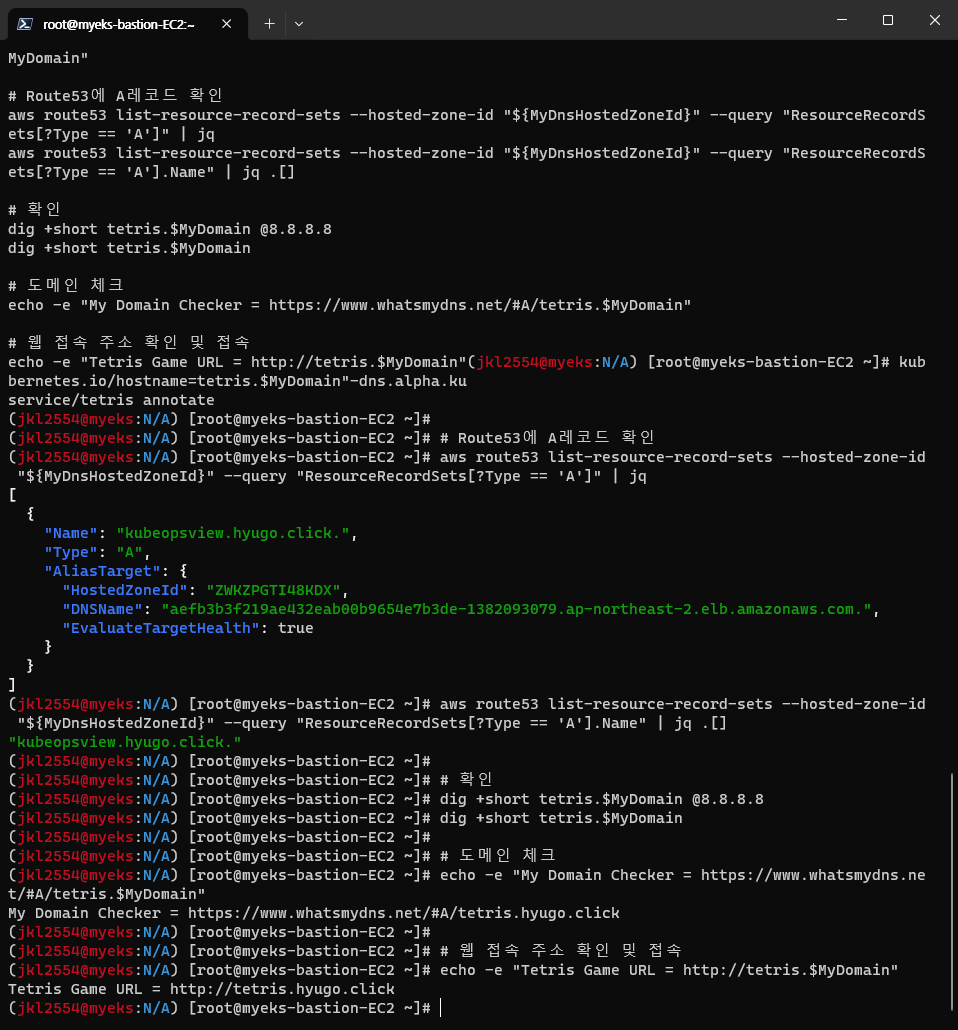 root@myeks-bastion-EC2:~
MyDomain"
# Route53에 A레코드 확인
aws route53 list-resource-record-sets --hosted-zone-id "${MyDnsHostedZoneId}" --query "ResourceRecordS
ets[?Type == 'A']" | jq
aws route53 list-resource-record-sets --hosted-zone-id "${MyDnsHostedZoneId}" --query "ResourceRecordS
ets[?Type == 'A'].Name" | jq .[]
# 확인
dig +short tetris.$MyDomain @8.8.8.8
dig +short tetris.$MyDomain
# 도메인 체크
echo -e "My Domain Checker = https://www.whatsmydns.net/#A/tetris.$MyDomain"
# 웹 접속 주소 확인 및 접속
echo -e "Tetris Game URL = http://tetris.$MyDomain"(jkl2554@myeks:N/A) [root@myeks-bastion-EC2 ~]# kub
bernetes.io/hostname=tetris.$MyDomain"-dns.alpha.ku
service/tetris annotate
(jkl2554@myeks:N/A) [root@myeks-bastion-EC2 ~]#
(jkl2554@myeks:N/A) [root@myeks-bastion-EC2 ~]# # Route53에 A레코드 확인
(jkl2554@myeks:N/A) [root@myeks-bastion-EC2 ~]# aws route53 list-resource-record-sets --hosted-zone-id
"${MyDnsHostedZoneId}" --query "ResourceRecordSets[?Type == 'A']" | jq
[
{
"Name": "kubeopsview.hyugo.click.",
"Type": "A",
"AliasTarget": {
"HostedZoneId": "ZWKZPGTI48KDX",
"DNSName": "aefb3b3f219ae432eab00b9654e7b3de-1382093079.ap-northeast-2.elb.amazonaws.com.",
"EvaluateTargetHealth": true
}
}
]
(jkl2554@myeks:N/A) [root@myeks-bastion-EC2 ~]# aws route53 list-resource-record-sets --hosted-zone-id
"${MyDnsHostedZoneId}" --query "ResourceRecordSets[?Type == 'A'].Name" | jq .[]
"kubeopsview.hyugo.click."
(jkl2554@myeks:N/A) [root@myeks-bastion-EC2 ~]#
(jkl2554@myeks:N/A) [root@myeks-bastion-EC2 ~]# # 확인
(jkl2554@myeks:N/A) [root@myeks-bastion-EC2 ~]# dig +short tetris.$MyDomain @8.8.8.8
(jkl2554@myeks:N/A) [root@myeks-bastion-EC2 ~]# dig +short tetris.$MyDomain
(jkl2554@myeks:N/A) [root@myeks-bastion-EC2 ~]#
(jkl2554@myeks:N/A) [root@myeks-bastion-EC2 ~]# # 도메인 체크
(jkl2554@myeks:N/A) [root@myeks-bastion-EC2 ~]# echo -e "My Domain Checker = https://www.whatsmydns.ne
t/#A/tetris.$MyDomain"
My Domain Checker = https://www.whatsmydns.net/#A/tetris.hyugo.click
(jkl2554@myeks:N/A) [root@myeks-bastion-EC2 ~]#
(jkl2554@myeks:N/A) [root@myeks-bastion-EC2 ~]# # 웹 접속 주소 확인 및 접속
(jkl2554@myeks:N/A) [root@myeks-bastion-EC2 ~]# echo -e "Tetris Game URL = http://tetris.$MyDomain"
Tetris Game URL = http://tetris.hyugo.click
(jkl2554@myeks:N/A) [root@myeks-bastion-EC2 ~]#